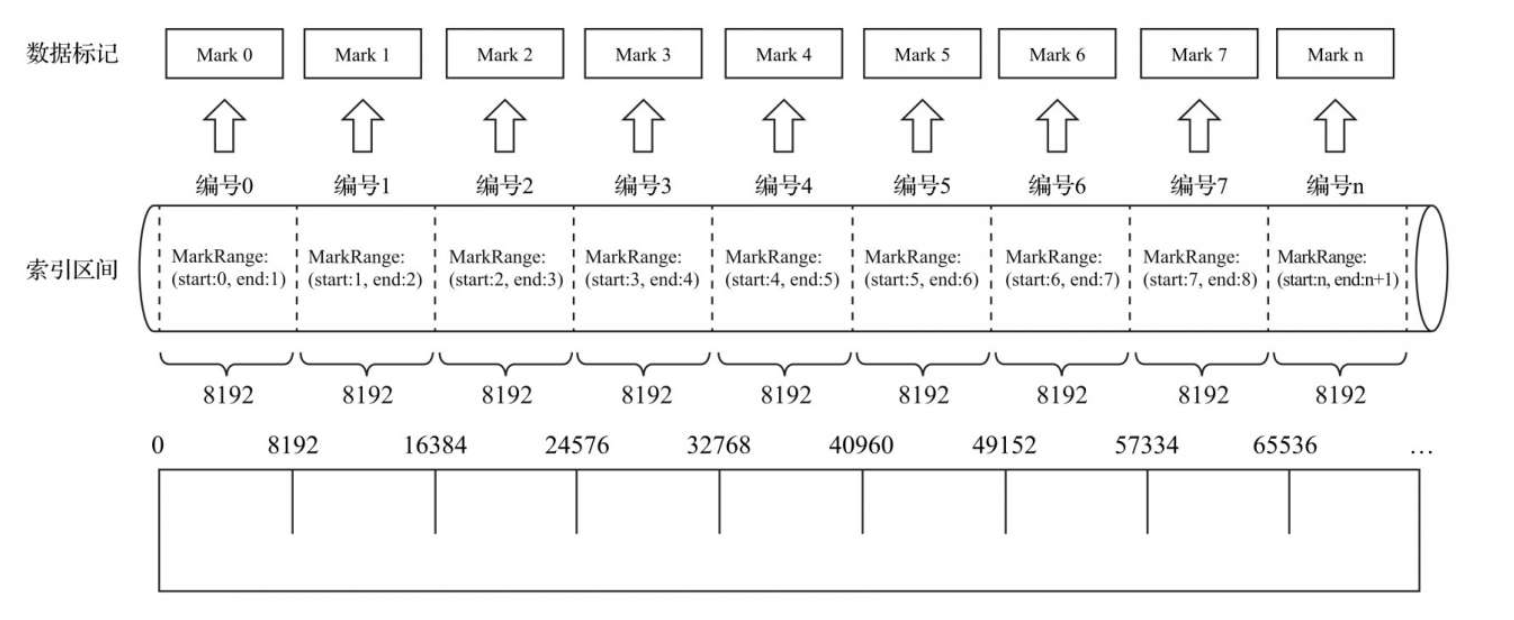 数据标记
Mark 0
Mark 1
Mark 2
Mark 3
Mark 4
Mark 5
Mark 6
Mark 7
Mark n
编号0
编号1
编号2
编号3
编号4
编号5
编号6
编号7
编号n
索引区间
MarkRange:
(start:0, end:1)
MarkRange:
(start:1, end:2)
MarkRange:
(start:2, end:3)
MarkRange:
(start:3, end:4)
MarkRange:
(start:4, end:5)
MarkRange:
(start:5, end:6)
MarkRange:
(start:6, end:7)
MarkRange:
(start:7, end:8)
MarkRange:
(start:n, end:n+1)
8192
8192
8192
8192
8192
8192
8192
8192
8192
0
8192
16384
24576
32768
40960
49152
57334
65536
…